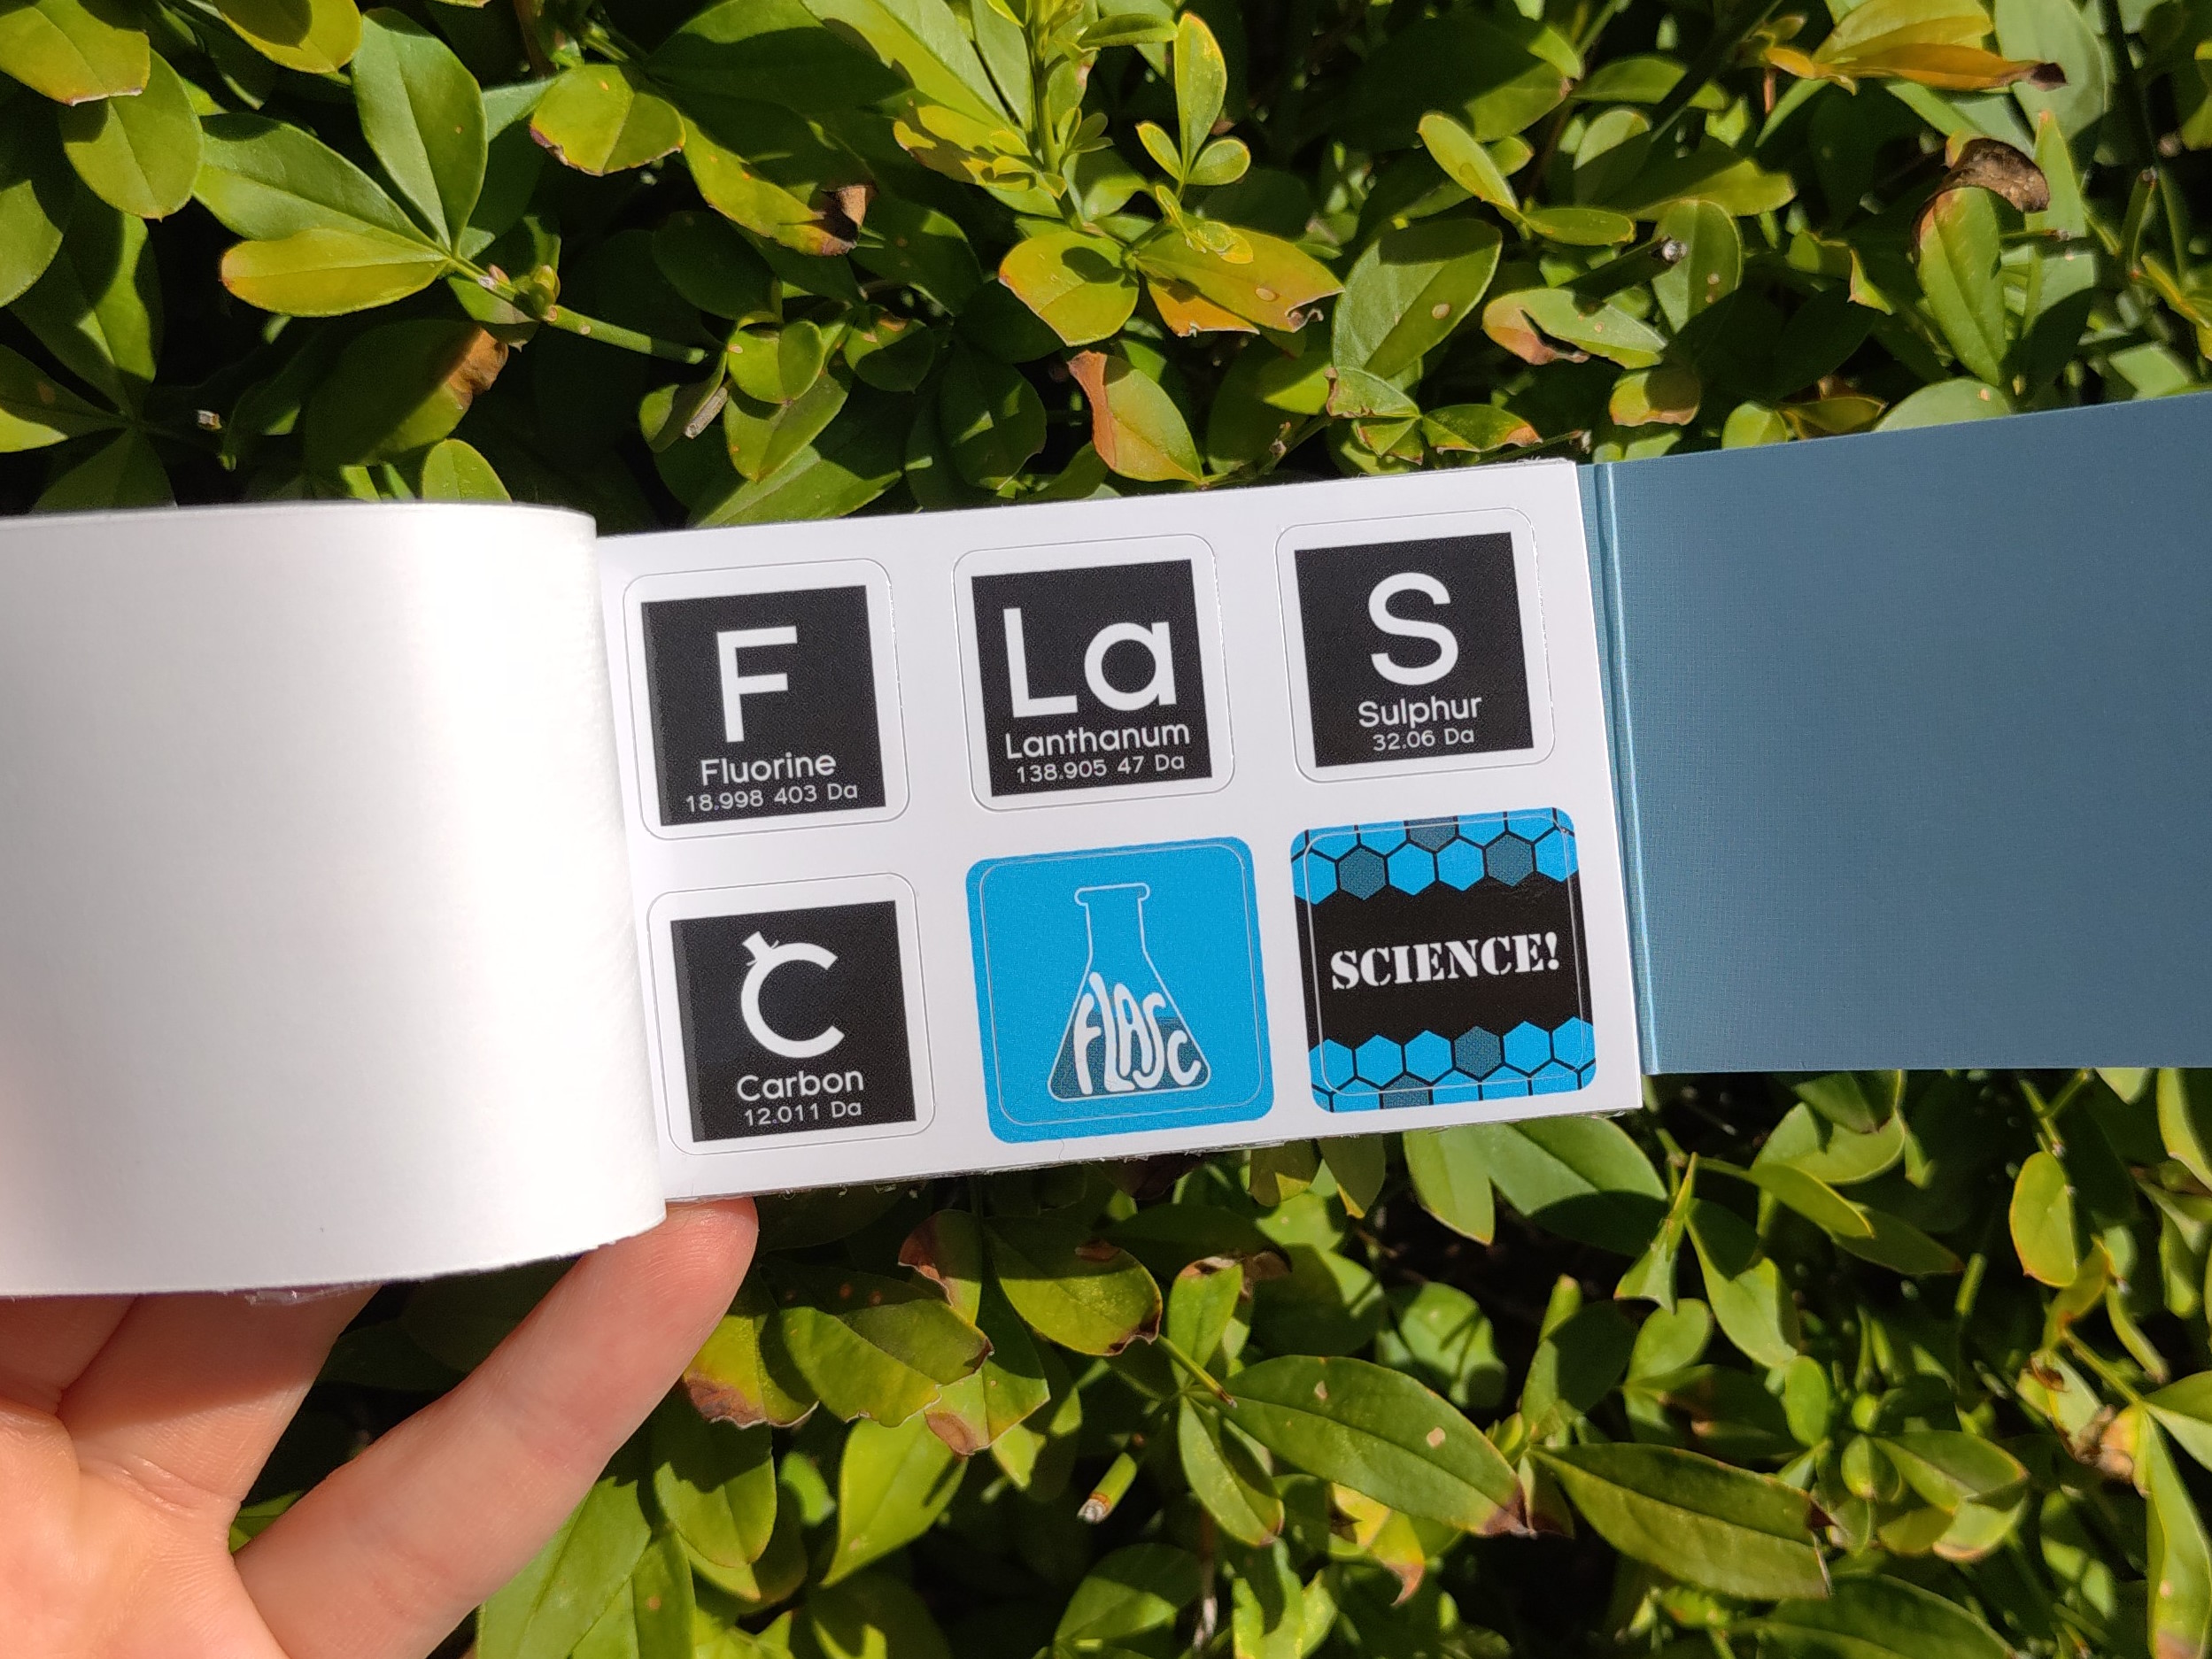 F
Fluorine
18.998 403 Da
La
Lanthanum
138.905 47 Da
S
Sulphur
32.06 Da
C
Carbon
12.011 Da
FLASC
SCIENCE!